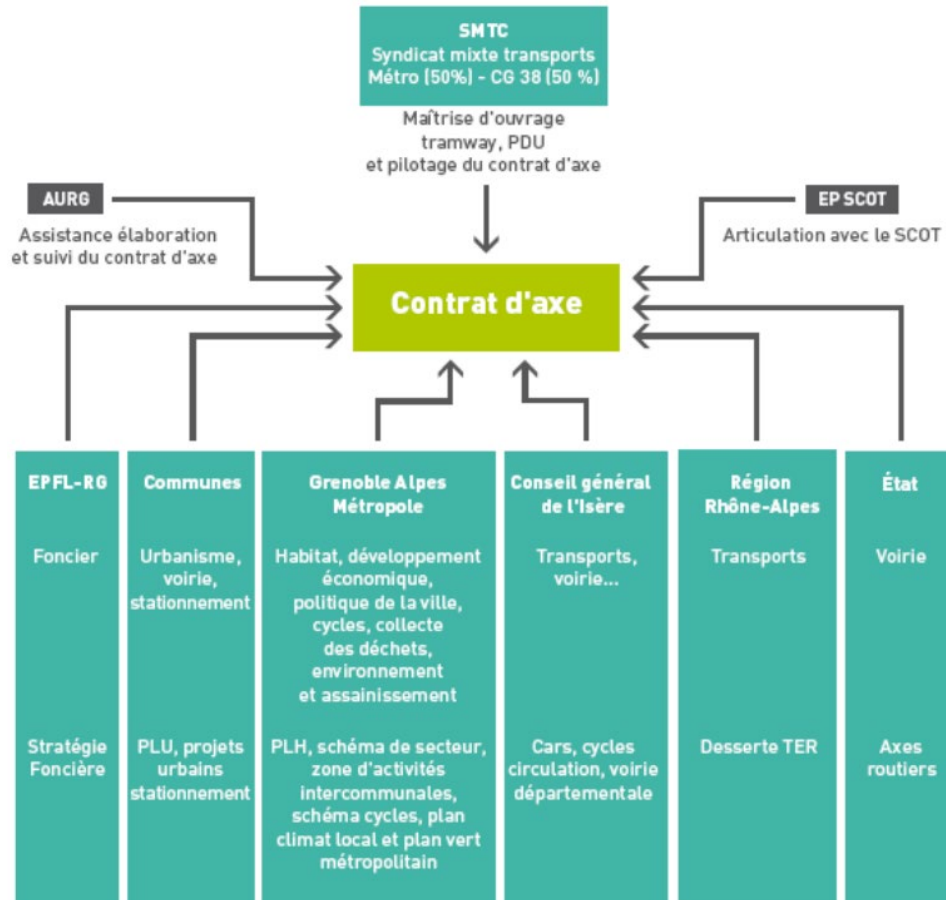 SMTC
Syndicat mixte transports
Métro (50%) - CG 38 (50 %)
Maîtrise d'ouvrage
tramway, PDU
et pilotage du contrat d'axe
AURG
Assistance élaboration
et suivi du contrat d'axe
EP SCOT
Articulation avec le SCOT
Contrat d'axe
EPFL-RG
Foncier
Stratégie
Foncière
Communes
Urbanisme,
voirie,
stationnement
PLU, projets
urbains
stationnement
Grenoble Alpes
Métropole
Habitat, développement
économique,
politique de la ville,
cycles, collecte
des déchets,
environnement
et assainissement
PLH, schéma de secteur,
zone d'activités
intercommunales,
schéma cycles, plan
climat local et plan vert
métropolitain
Conseil général
de l'Isère
Transports,
voirie...
Cars, cycles
circulation, voirie
départementale
Région
Rhône-Alpes
Transports
Desserte TER
État
Voirie
Axes
routiers